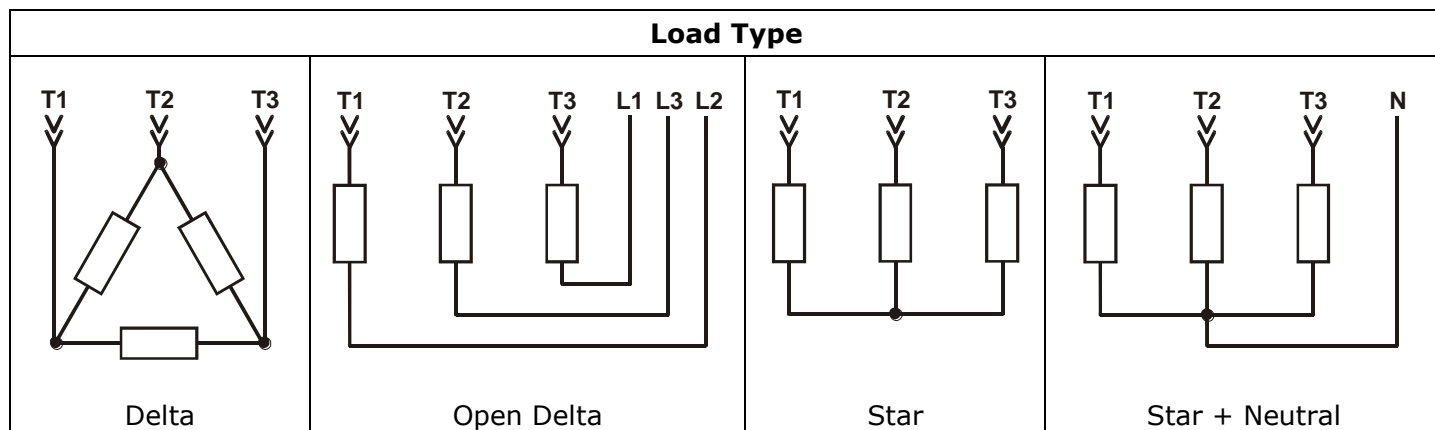 Load Type
T1 T2 T3
T1 T2 T3 L1 L3 L2
T1 T2 T3
T1 T2 T3 N
Delta
Open Delta
Star
Star + Neutral